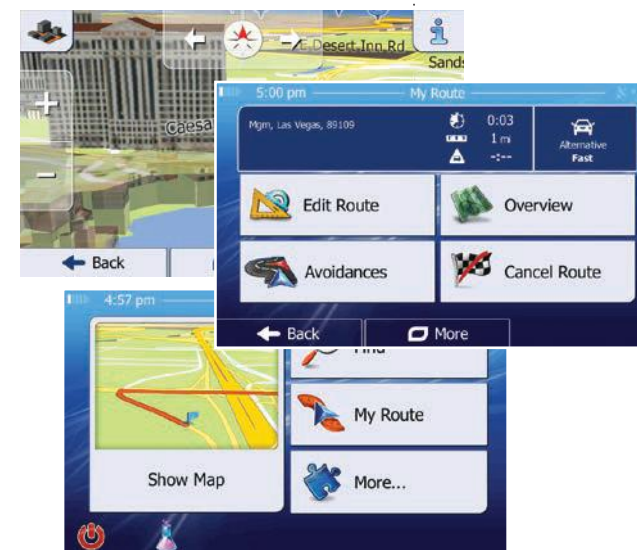 E.Desert.Inn.Rd
Sands
Caesa
Back
5:00 pm
My Route
Mgm, Las Vegas, 89109
0:03
1 mi
-:--
Alternative
Fast
Edit Route
Overview
Avoidances
Cancel Route
Back
More
4:57 pm
Find
My Route
Show Map
More...